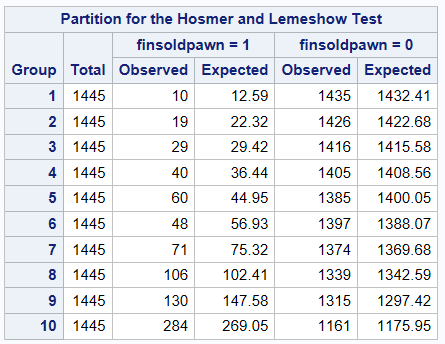 Partition for the Hosmer and Lemeshow Test
finsoldpawn = 1 finsoldpawn = 0
Group Total Observed Expected Observed Expected
1 1445 10 12.59 1435 1432.41
2 1445 19 22.32 1426 1422.68
3 1445 29 29.42 1416 1415.58
4 1445 40 36.44 1405 1408.56
5 1445 60 44.95 1385 1400.05
6 1445 48 56.93 1397 1388.07
7 1445 71 75.32 1374 1369.68
8 1445 106 102.41 1339 1342.59
9 1445 130 147.58 1315 1297.42
10 1445 284 269.05 1161 1175.95